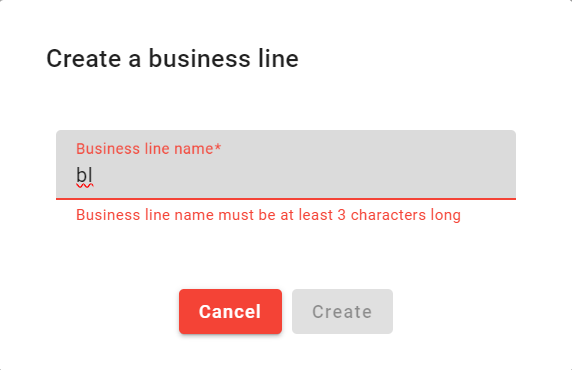 Create a business line
Business line name*
bl
Business line name must be at least 3 characters long
Cancel
Create